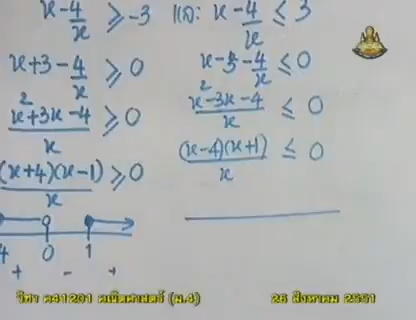 x - 4/x ≥ -3 และ x - 4/x ≤ 3
x + 3 - 4/x ≥ 0
x - 3 - 4/x ≤ 0
x² + 3x - 4 / x ≥ 0
x² - 3x - 4 / x ≤ 0
(x+4)(x-1) / x ≥ 0
(x-4)(x+1) / x ≤ 0
4 0 1
+ - +
วิชา ค41201 คณิตศาสตร์ (ม.4) 26 สิงหาคม 2551